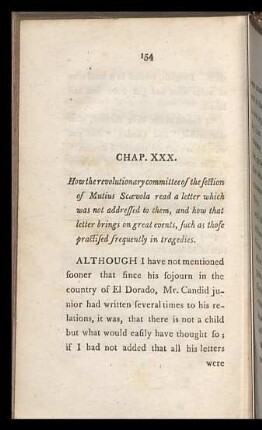 154
CHAP. XXX.
How the revolutionary committee of the ſection
of Mutius Scævola read a letter which
was not addreſſed to them, and how that
letter brings on great events, ſuch as thoſe
practiſed frequently in tragedies.
ALTHOUGH I have not mentioned
ſooner that ſince his ſojourn in the
country of El Dorado, Mr. Candid ju-
nior had written ſeveral times to his re-
lations, it was, that there is not a child
but what would eaſily have thought ſo;
if I had not added that all his letters
were